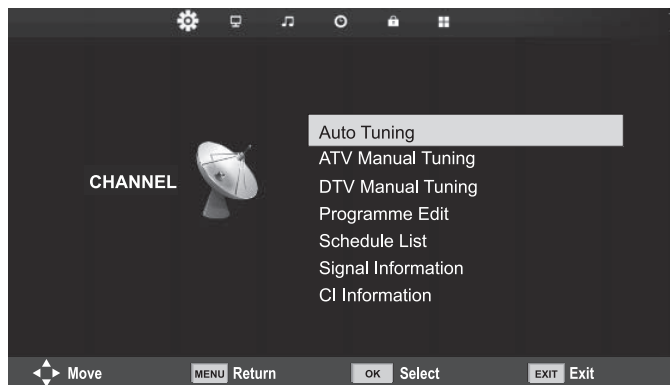 CHANNEL
Auto Tuning
ATV Manual Tuning
DTV Manual Tuning
Programme Edit
Schedule List
Signal Information
CI Information
Move MENU Return OK Select EXIT Exit